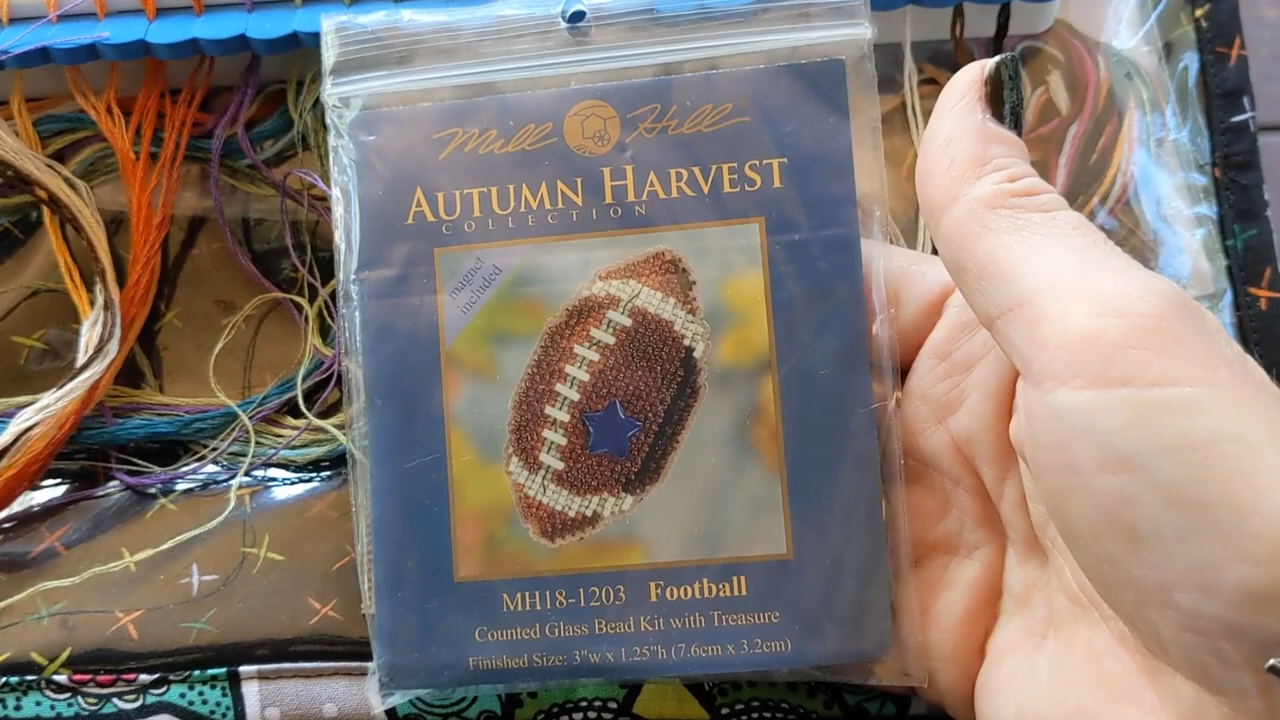 Mill Hill
AUTUMN HARVEST
COLLECTION
magnet
included
MH18-1203 Football
Counted Glass Bead Kit with Treasure
Finished Size: 3"w x 1.25"h (7.6cm x 3.2cm)